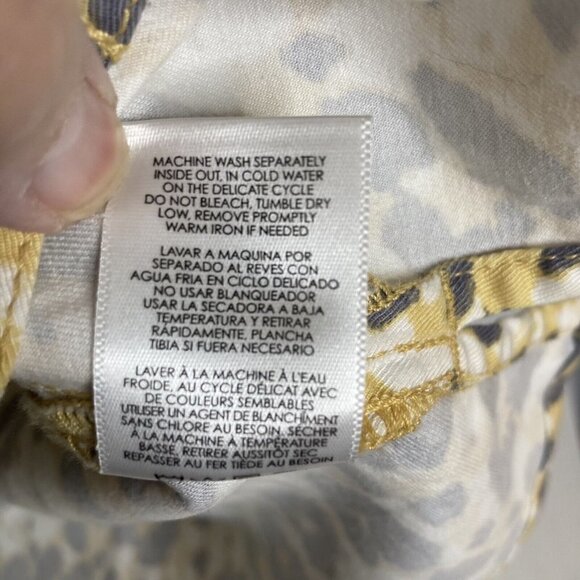 MACHINE WASH SEPARATELY
INSIDE OUT, IN COLD WATER
ON THE DELICATE CYCLE
DO NOT BLEACH, TUMBLE DRY
LOW, REMOVE PROMPTLY
WARM IRON IF NEEDED
LAVAR A MAQUINA POR
SEPARADO AL REVES CON
AGUA FRIA EN CICLO DELICADO
NO USAR BLANQUEADOR
USAR LA SECADORA A BAJA
TEMPERATURA Y RETIRAR
RÁPIDAMENTE, PLANCHA
TIBIA SI FUERA NECESARIO
LAVER À LA MACHINE À L'EAU
FROIDE, AU CYCLE DÉLICAT AVEC
DE COULEURS SEMBLABLES
UTILISER UN AGENT DE BLANCHÎMENT
SANS CHLORE AU BESOIN. SÉCHER
À LA MACHINE À TEMPÉRATURE
BASSE, RETIRER AUSSITÔT SEC
REPASSER AU FER TIÈDE AU BESOIN